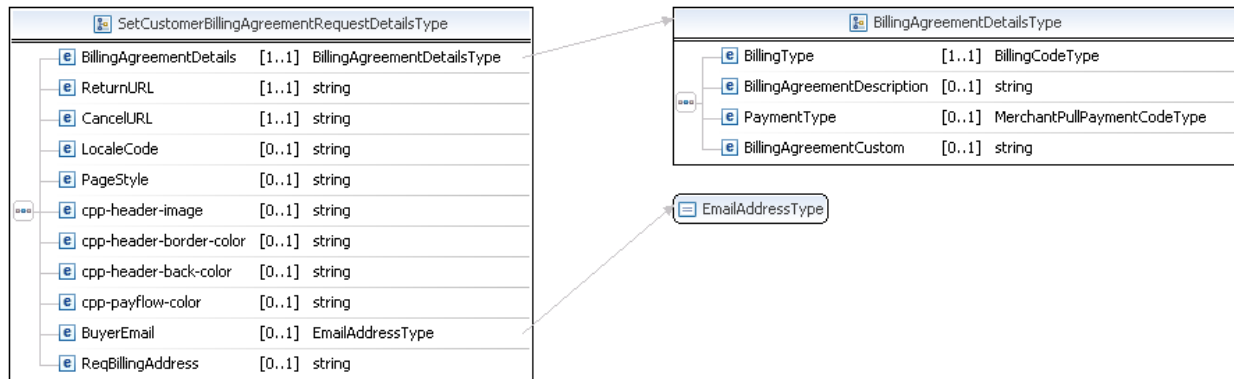 SetCustomerBillingAgreementRequestDetailsType
BillingAgreementDetails [1..1] BillingAgreementDetailsType
ReturnURL [1..1] string
CancelURL [1..1] string
LocaleCode [0..1] string
PageStyle [0..1] string
cpp-header-image [0..1] string
cpp-header-border-color [0..1] string
cpp-header-back-color [0..1] string
cpp-payflow-color [0..1] string
BuyerEmail [0..1] EmailAddressType
ReqBillingAddress [0..1] string
BillingAgreementDetailsType
BillingType [1..1] BillingCodeType
BillingAgreementDescription [0..1] string
PaymentType [0..1] MerchantPullPaymentCodeType
BillingAgreementCustom [0..1] string
EmailAddressType